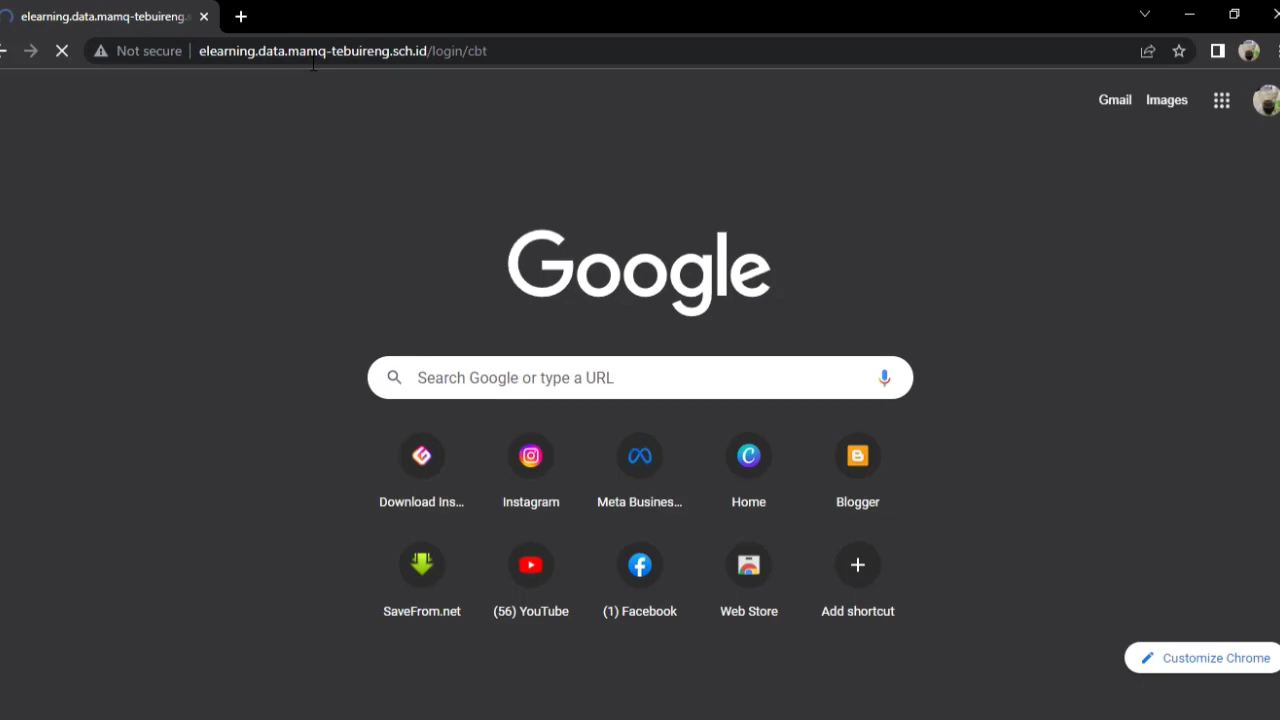 elearning.data.mamq-tebuireng.s
Not secure elearning.data.mamq-tebuireng.sch.id/login/cbt
Gmail Images
Google
Search Google or type a URL
Download Ins... Instagram Meta Busines... Home Blogger
SaveFrom.net (56) YouTube (1) Facebook Web Store Add shortcut
Customize Chrome